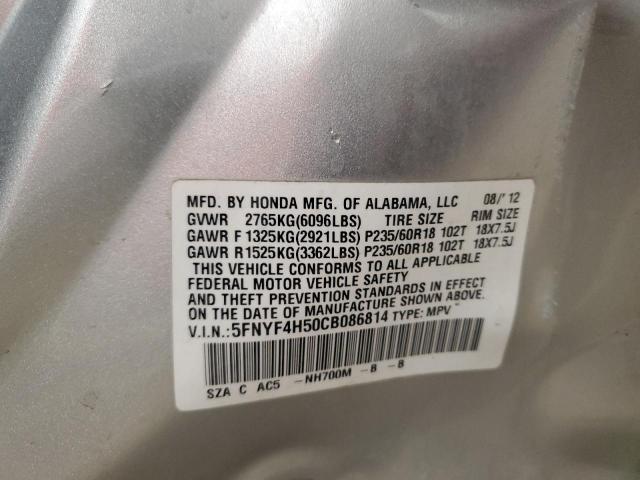 MFD. BY HONDA MFG. OF ALABAMA, LLC 08/'12
GVWR 2765KG(6096LBS) TIRE SIZE RIM SIZE
GAWR F 1325KG(2921LBS) P235/60R18 102T 18X7.5J
GAWR R 1525KG(3362LBS) P235/60R18 102T 18X7.5J
THIS VEHICLE CONFORMS TO ALL APPLICABLE
FEDERAL MOTOR VEHICLE SAFETY
AND THEFT PREVENTION STANDARDS IN EFFECT
ON THE DATE OF MANUFACTURE SHOWN ABOVE.
V.I.N.:5FNYF4H50CB086814 TYPE: MPV
SZA C AC5 -NH700M -B -8